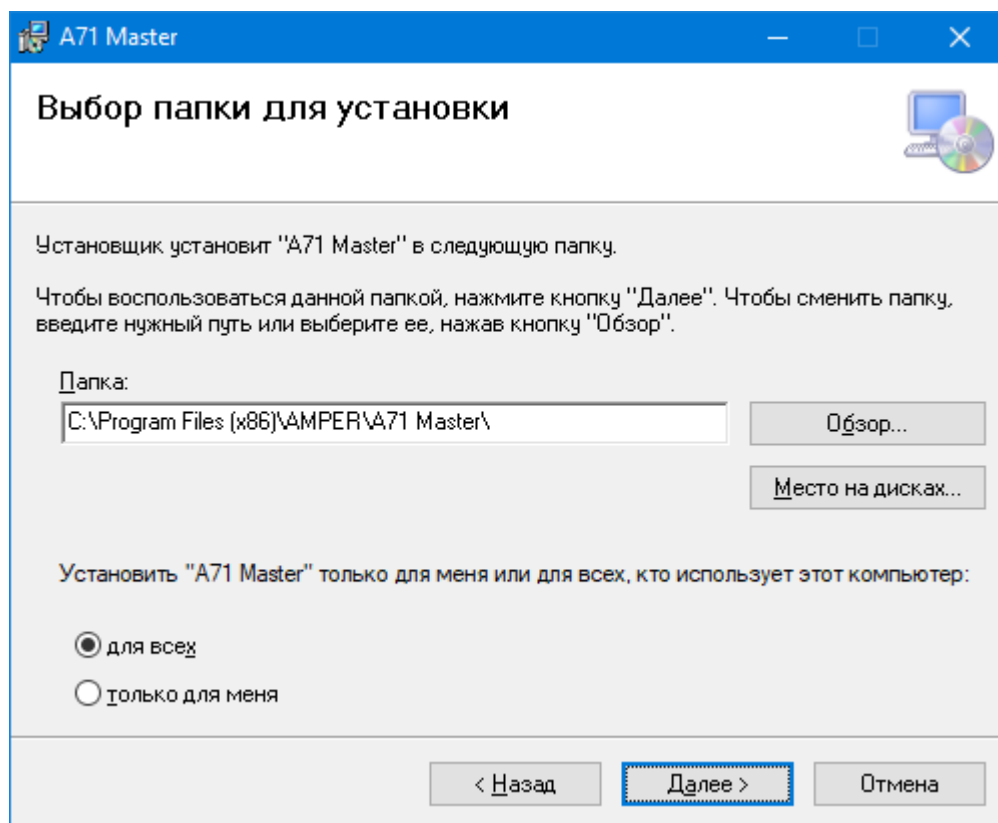 A71 Master
Выбор папки для установки
Установщик установит "A71 Master" в следующую папку.
Чтобы воспользоваться данной папкой, нажмите кнопку "Далее". Чтобы сменить папку,
введите нужный путь или выберите ее, нажав кнопку "Обзор".
Папка:
C:\Program Files (x86)\AMPER\A71 Master\
Обзор...
Место на дисках...
Установить "A71 Master" только для меня или для всех, кто использует этот компьютер:
для всех
только для меня
< Назад
Далее >
Отмена